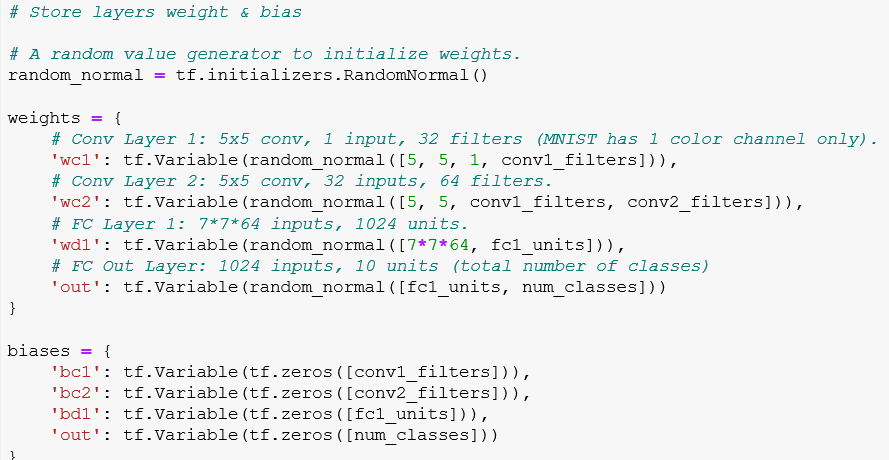 # Store layers weight & bias
# A random value generator to initialize weights.
random_normal = tf.initializers.RandomNormal()
weights = {
    # Conv Layer 1: 5x5 conv, 1 input, 32 filters (MNIST has 1 color channel only).
    'wc1': tf.Variable(random_normal([5, 5, 1, conv1_filters])),
    # Conv Layer 2: 5x5 conv, 32 inputs, 64 filters.
    'wc2': tf.Variable(random_normal([5, 5, conv1_filters, conv2_filters])),
    # FC Layer 1: 7*7*64 inputs, 1024 units.
    'wd1': tf.Variable(random_normal([7*7*64, fc1_units])),
    # FC Out Layer: 1024 inputs, 10 units (total number of classes)
    'out': tf.Variable(random_normal([fc1_units, num_classes]))
}
biases = {
    'bc1': tf.Variable(tf.zeros([conv1_filters])),
    'bc2': tf.Variable(tf.zeros([conv2_filters])),
    'bd1': tf.Variable(tf.zeros([fc1_units])),
    'out': tf.Variable(tf.zeros([num_classes]))
}